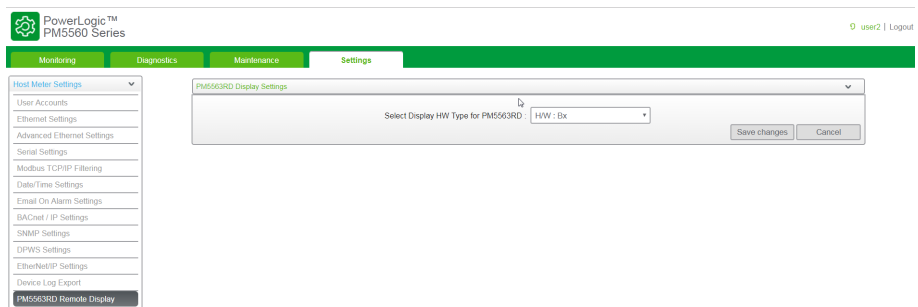 PowerLogic™
PM5560 Series
user2 | Logout
Monitoring Diagnostics Maintenance Settings
Host Meter Settings
User Accounts
Ethernet Settings
Advanced Ethernet Settings
Serial Settings
Modbus TCP/IP Filtering
Date/Time Settings
Email On Alarm Settings
BACnet / IP Settings
SNMP Settings
DPWS Settings
EtherNet/IP Settings
Device Log Export
PM5563RD Remote Display
PM5563RD Display Settings
Select Display HW Type for PM5563RD : H/W : Bx
Save changes Cancel